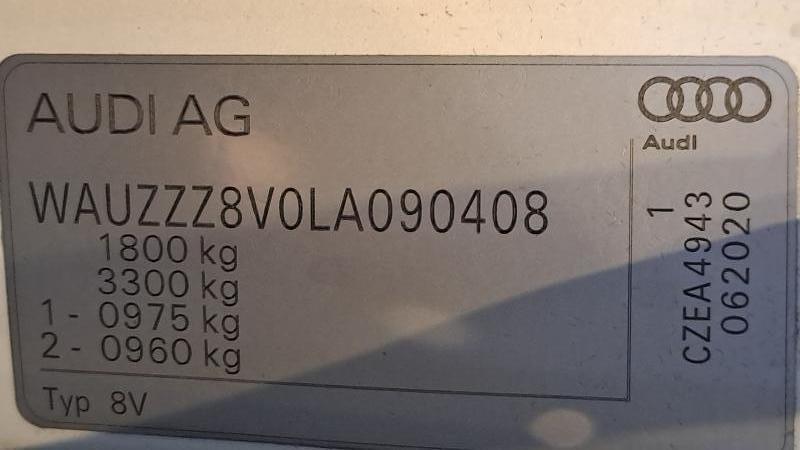 AUDI AG
Audi
WAUZZZ8V0LA090408
1800 kg
3300 kg
1 - 0975 kg
2 - 0960 kg
Typ 8V
1
CZEA4943
062020